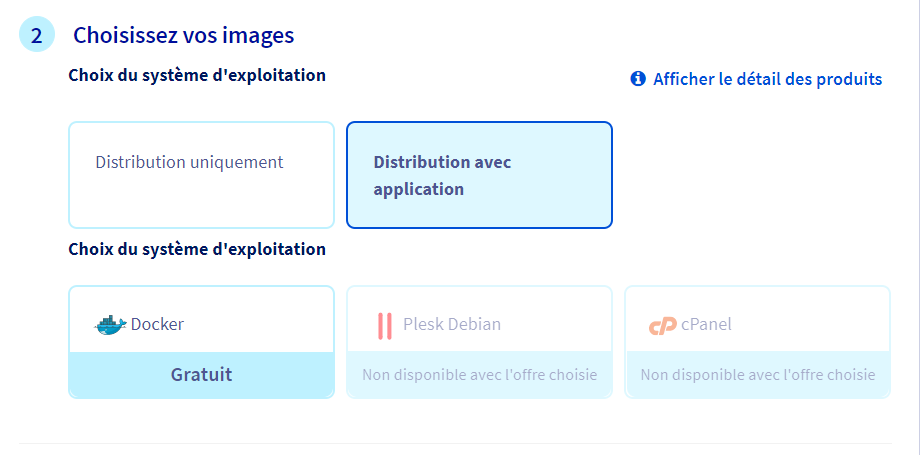 2 Choisissez vos images
Choix du système d'exploitation
Afficher le détail des produits
Distribution uniquement
Distribution avec
application
Choix du système d'exploitation
Docker
Gratuit
Plesk Debian
Non disponible avec l'offre choisie
cPanel
Non disponible avec l'offre choisie